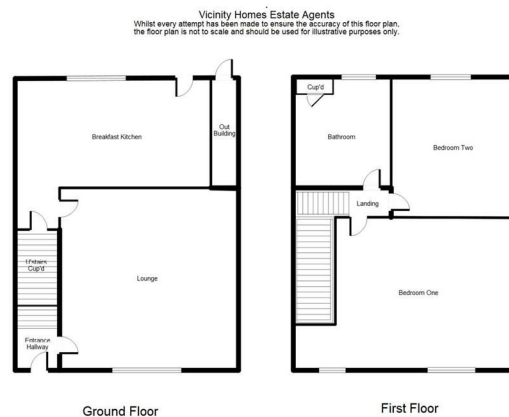 Vicinity Homes Estate Agents
Whilst every attempt has been made to ensure the accuracy of this floor plan,
the floor plan is not to scale and should be used for illustrative purposes only.
Breakfast Kitchen
Out
Building
U/stairs
Cup'd
Lounge
Entrance
Hallway
Ground Floor
Cup'd
Bathroom
Bedroom Two
Landing
Bedroom One
First Floor